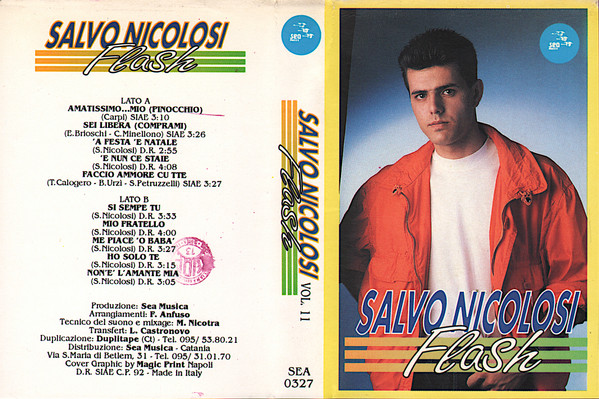 SALVO NICOLOSI
Flash
sea
LATO A
AMATISSIMO...MIO (PINOCCHIO)
(Carpi) SIAE 3:10
SEI LIBERA (COMPRAMI)
(E.Brioschi - C.Minellono) SIAE 3:26
'A FESTA 'E NATALE
(S.Nicolosi) D.R. 2:55
'E NUN CE STAIE
(S.Nicolosi) D.R. 4:08
FACCIO AMMORE CU TTE
(T.Calogero - B.Urzì - S.Petruzzelli) SIAE 3:27
LATO B
SI SEMPE TU
(S.Nicolosi) D.R. 3:33
MIO FRATELLO
(S.Nicolosi) D.R. 4:00
ME PIACE 'O BABA'
(S.Nicolosi) D.R. 3:27
HO SOLO TE
(S.Nicolosi) D.R. 3:15
NON'E' L'AMANTE MIA
(S.Nicolosi) D.R. 3:05
Produzione: Sea Musica
Arrangiamenti: F. Anfuso
Tecnico del suono e mixage: M. Nicotra
Transfert: L. Castronovo
Duplicazione: Duplitape (Ct) - Tel. 095/ 53.80.21
Distribuzione: Sea Musica - Catania
Via S.Maria di Betlem, 31 - Tel. 095/ 31.01.70
Cover Graphic by Magic Print Napoli
D.R. SIAE C.P. 92 - Made in Italy
SALVO NICOLOSI VOL. 11
Flash
SEA
0327
sea
SALVO NICOLOSI
Flash